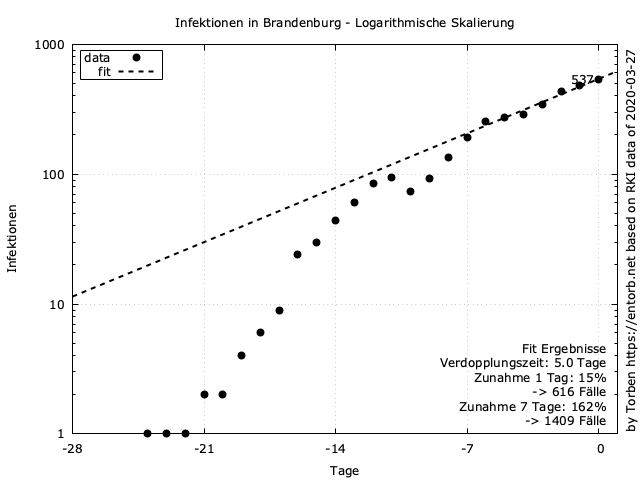 Infektionen in Brandenburg - Logarithmische Skalierung
1000
100
10
1
Infektionen
data
fit
537
Fit Ergebnisse
Verdopplungszeit: 5.0 Tage
Zunahme 1 Tag: 15%
-> 616 Fälle
Zunahme 7 Tage: 162%
-> 1409 Fälle
-28 -21 -14 -7 0
Tage
by Torben https://entorb.net based on RKI data of 2020-03-27